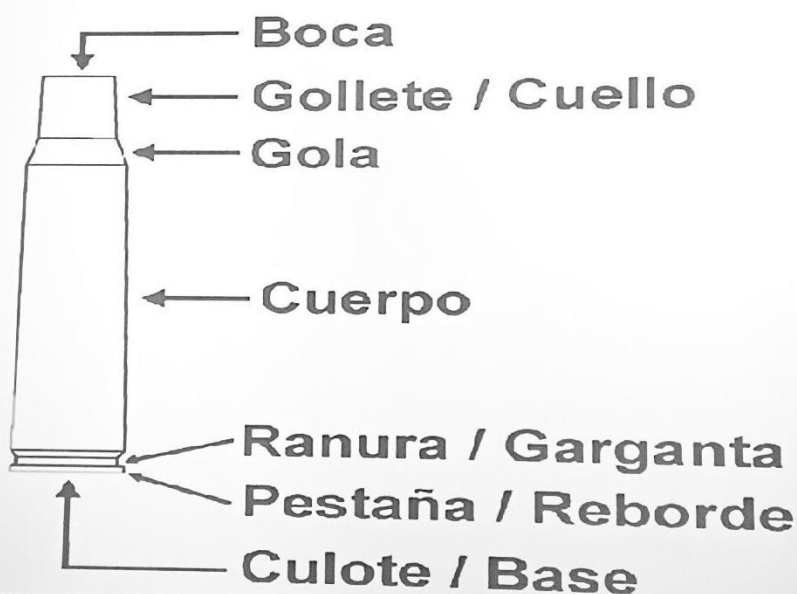 Boca
Gollete / Cuello
Gola
Cuerpo
Ranura / Garganta
Pestaña / Reborde
Culote / Base